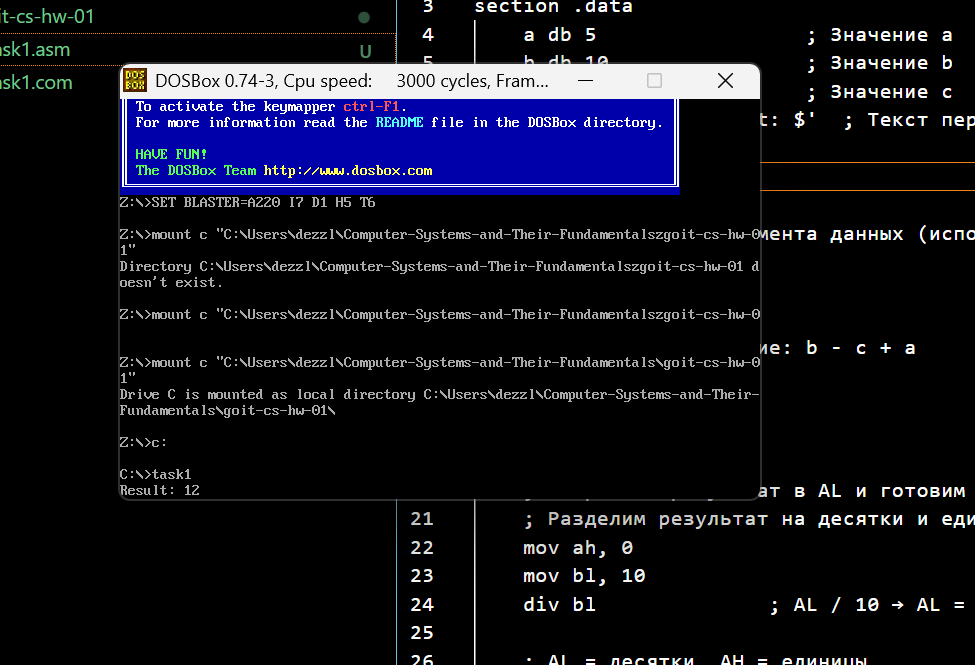 it-cs-hw-01
sk1.asm U
sk1.com
3 section .data
4 a db 5 ; Значение a
5 b db 10 ; Значение b
; Значение c
t: $' ; Текст пер
DOSBox 0.74-3, Cpu speed: 3000 cycles, Fram...
To activate the keymapper ctrl-F1.
For more information read the README file in the DOSBox directory.
HAVE FUN!
The DOSBox Team http://www.dosbox.com
Z:\>SET BLASTER=A220 I7 D1 H5 T6
Z:\>mount c "C:\Users\dezzl\Computer-Systems-and-Their-Fundamentalszgoit-cs-hw-0
1"
Directory C:\Users\dezzl\Computer-Systems-and-Their-Fundamentalszgoit-cs-hw-01 d
oesn't exist.
Z:\>mount c "C:\Users\dezzl\Computer-Systems-and-Their-Fundamentalszgoit-cs-hw-0
Z:\>mount c "C:\Users\dezzl\Computer-Systems-and-Their-Fundamentals\goit-cs-hw-0
1"
Drive C is mounted as local directory C:\Users\dezzl\Computer-Systems-and-Their-
Fundamentals\goit-cs-hw-01\
Z:\>c:
C:\>task1
Result: 12
мента данных (испо
ие: b - c + a
ат в AL и готовим
21 ; Разделим результат на десятки и еди
22 mov ah, 0
23 mov bl, 10
24 div bl ; AL / 10 → AL =
25
26 ; AL = десятки, AH = единицы